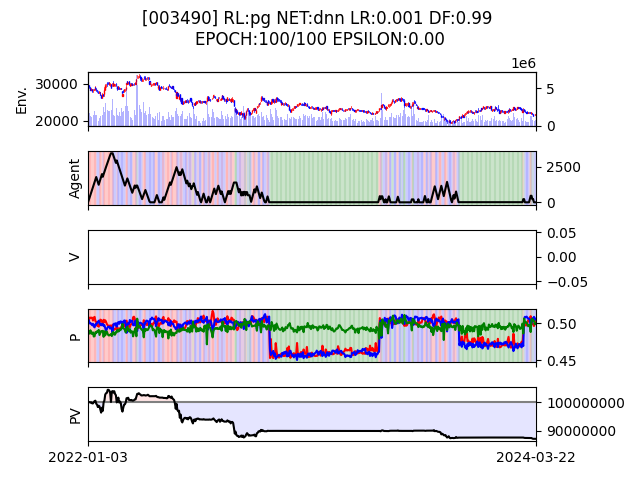 [003490] RL:pg NET:dnn LR:0.001 DF:0.99
EPOCH:100/100 EPSILON:0.00
1e6
Env.
30000
20000
5
0
Agent
2500
0
V
0.05
0.00
−0.05
P
0.50
0.45
PV
100000000
90000000
2022-01-03
2024-03-22